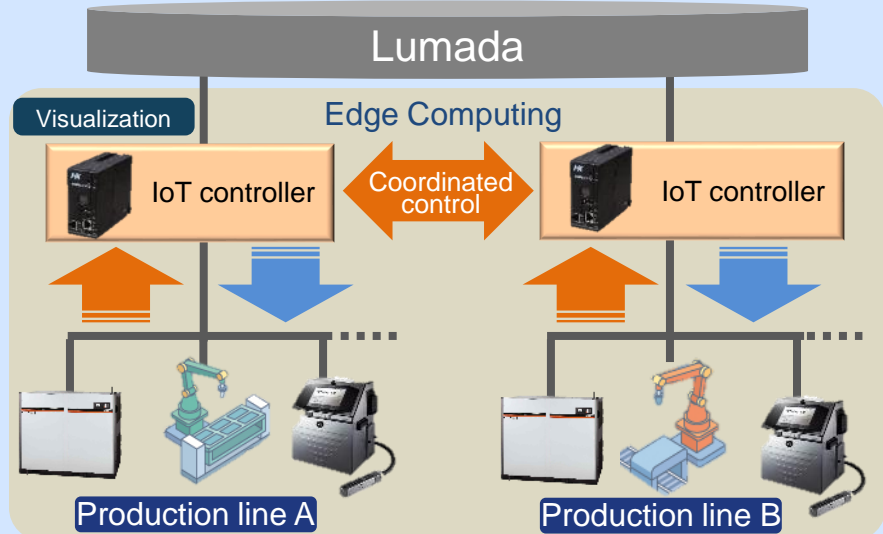 Lumada
Visualization
Edge Computing
IoT controller
Coordinated
control
IoT controller
Production line A
Production line B